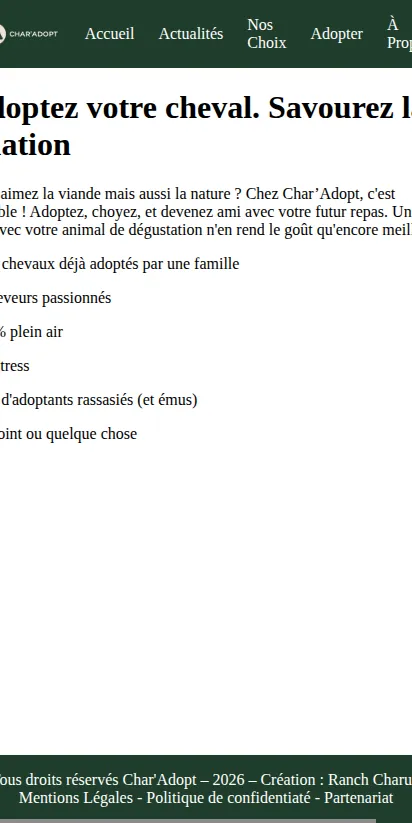 CHAR'ADOPT Accueil Actualités Nos Choix Adopter À Prop
doptez votre cheval. Savourez l
ation
aimez la viande mais aussi la nature ? Chez Char’Adopt, c'est
ble ! Adoptez, choyez, et devenez ami avec votre futur repas. Un
vec votre animal de dégustation n'en rend le goût qu'encore meil
chevaux déjà adoptés par une famille
eveurs passionnés
% plein air
tress
d'adoptants rassasiés (et émus)
oint ou quelque chose
ous droits réservés Char'Adopt – 2026 – Création : Ranch Charu
Mentions Légales - Politique de confidentiaté - Partenariat